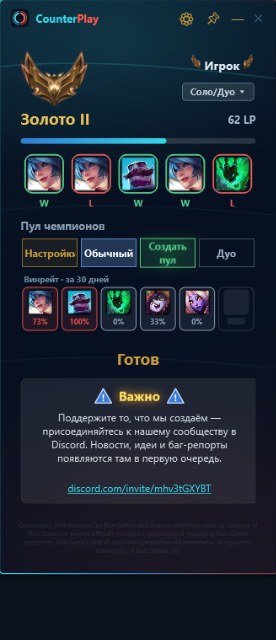 CounterPlay
Игрок
Соло/Дуо
Золото II
62 LP
W L W W L
Пул чемпионов
Настройки Обычный Создать пул Дуо
Винрейт - за 30 дней
73% 100% 0% 33% 0%
Готов
Важно
Поддержите то, что мы создаём —
присоединяйтесь к нашему сообществу в
Discord. Новости, идеи и баг-репорты
появляются там в первую очередь.
discord.com/invite/mhv3tGXYBT